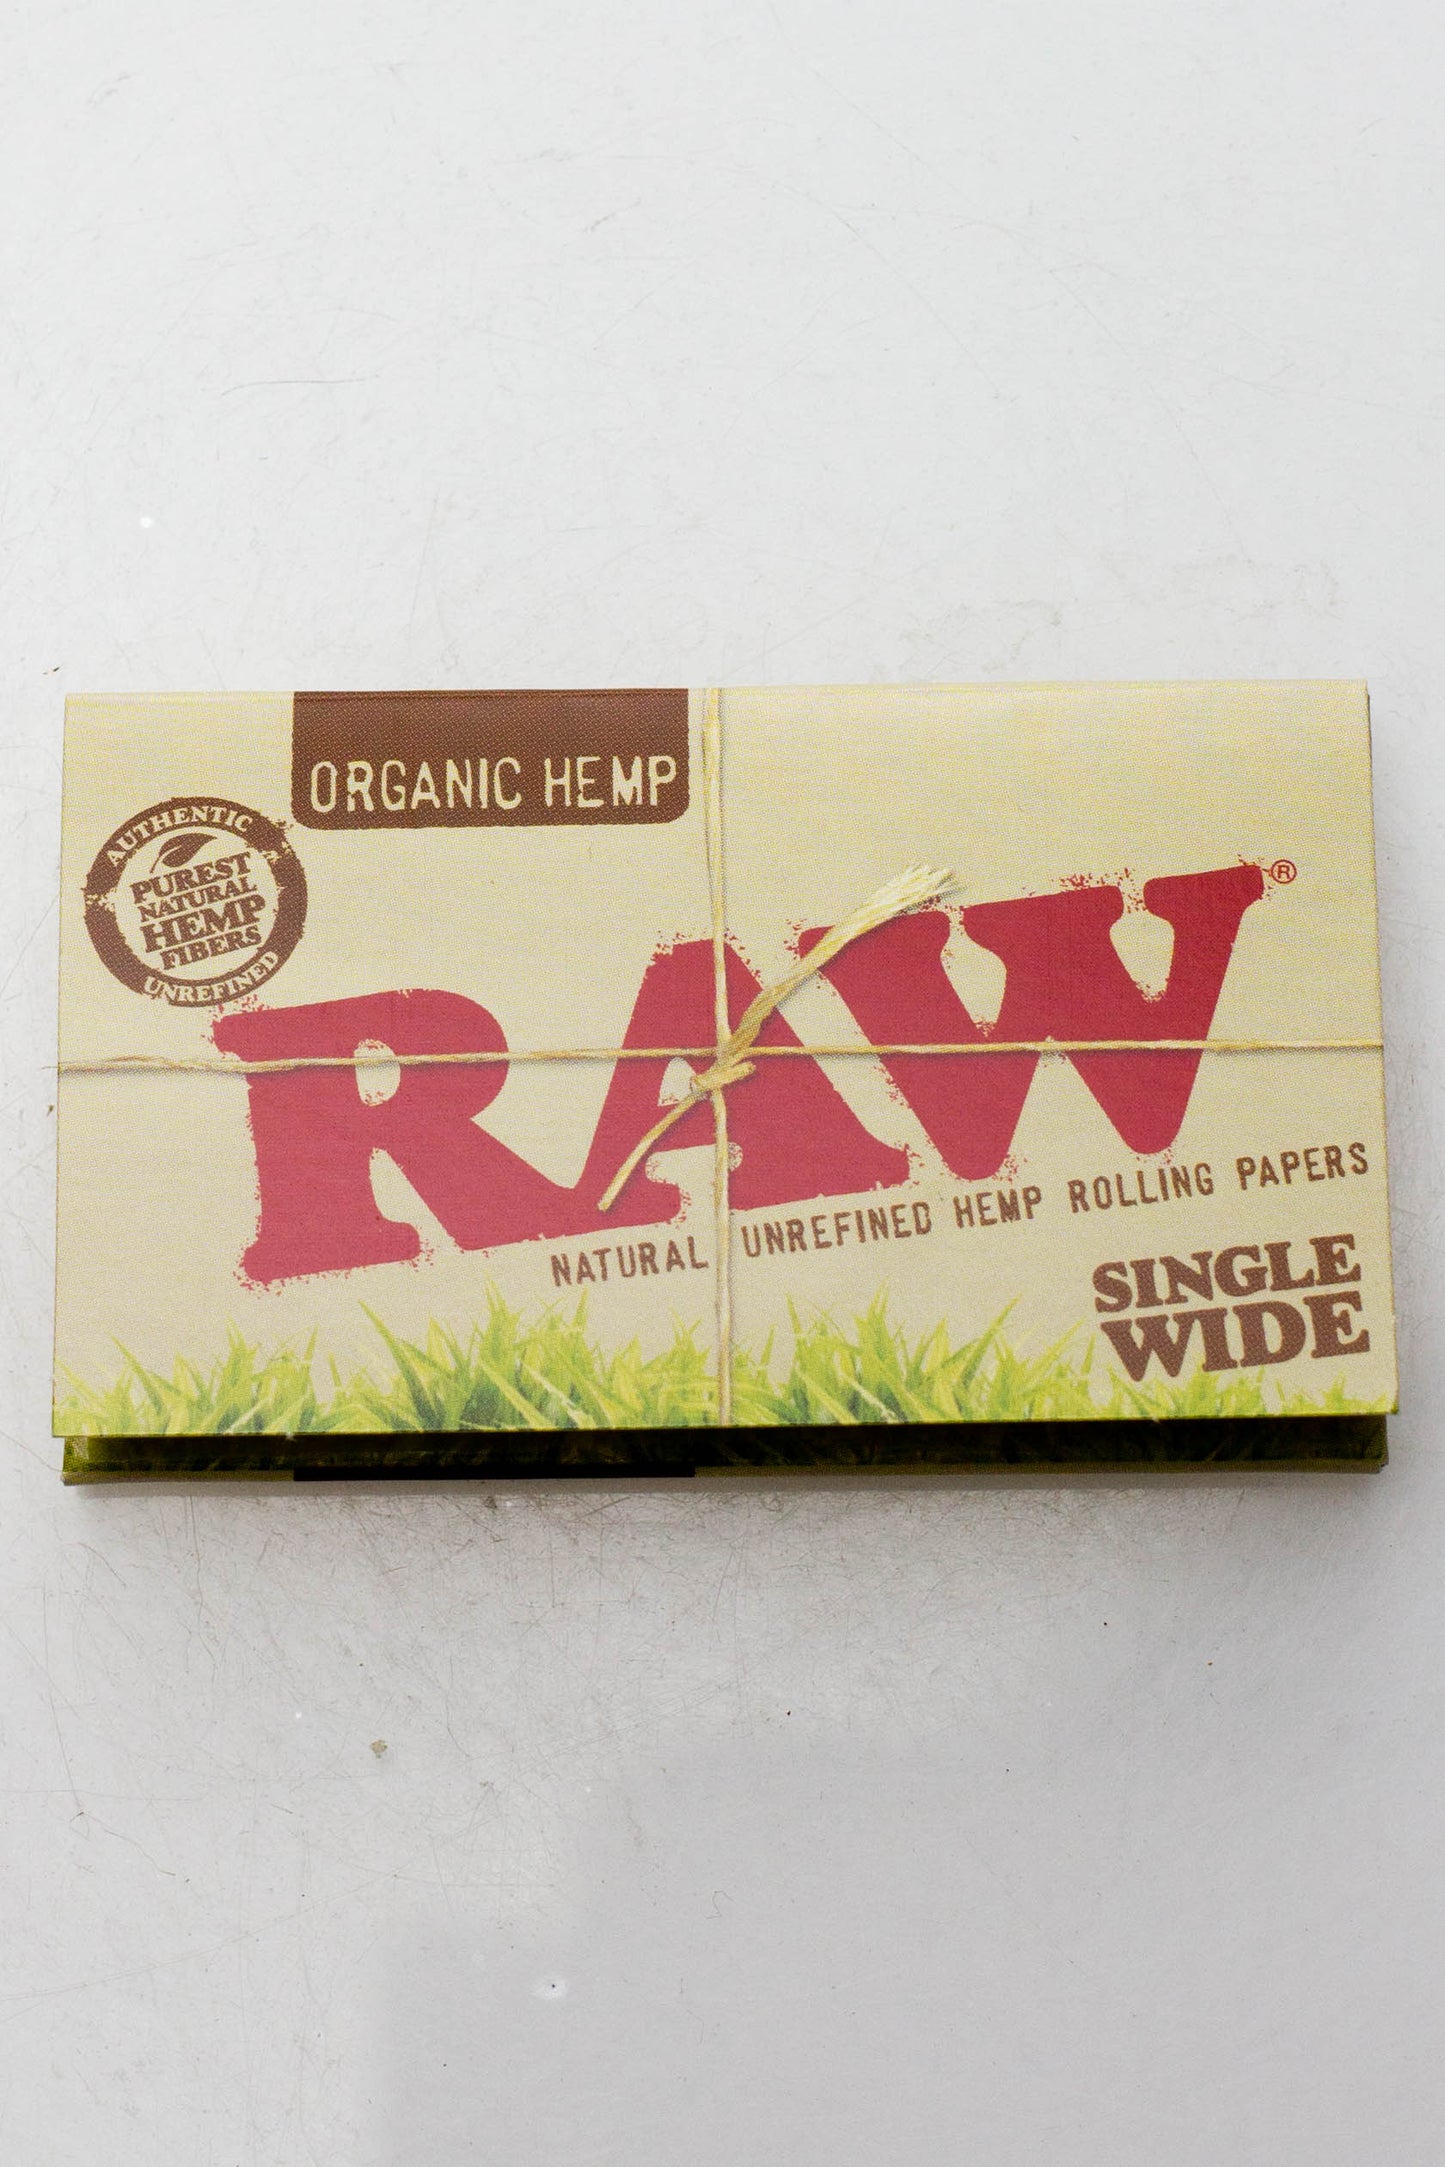 ORGANIC HEMP
AUTHENTIC
PUREST
NATURAL
HEMP
FIBERS
UNREFINED
RAW®
NATURAL UNREFINED HEMP ROLLING PAPERS
SINGLE
WIDE